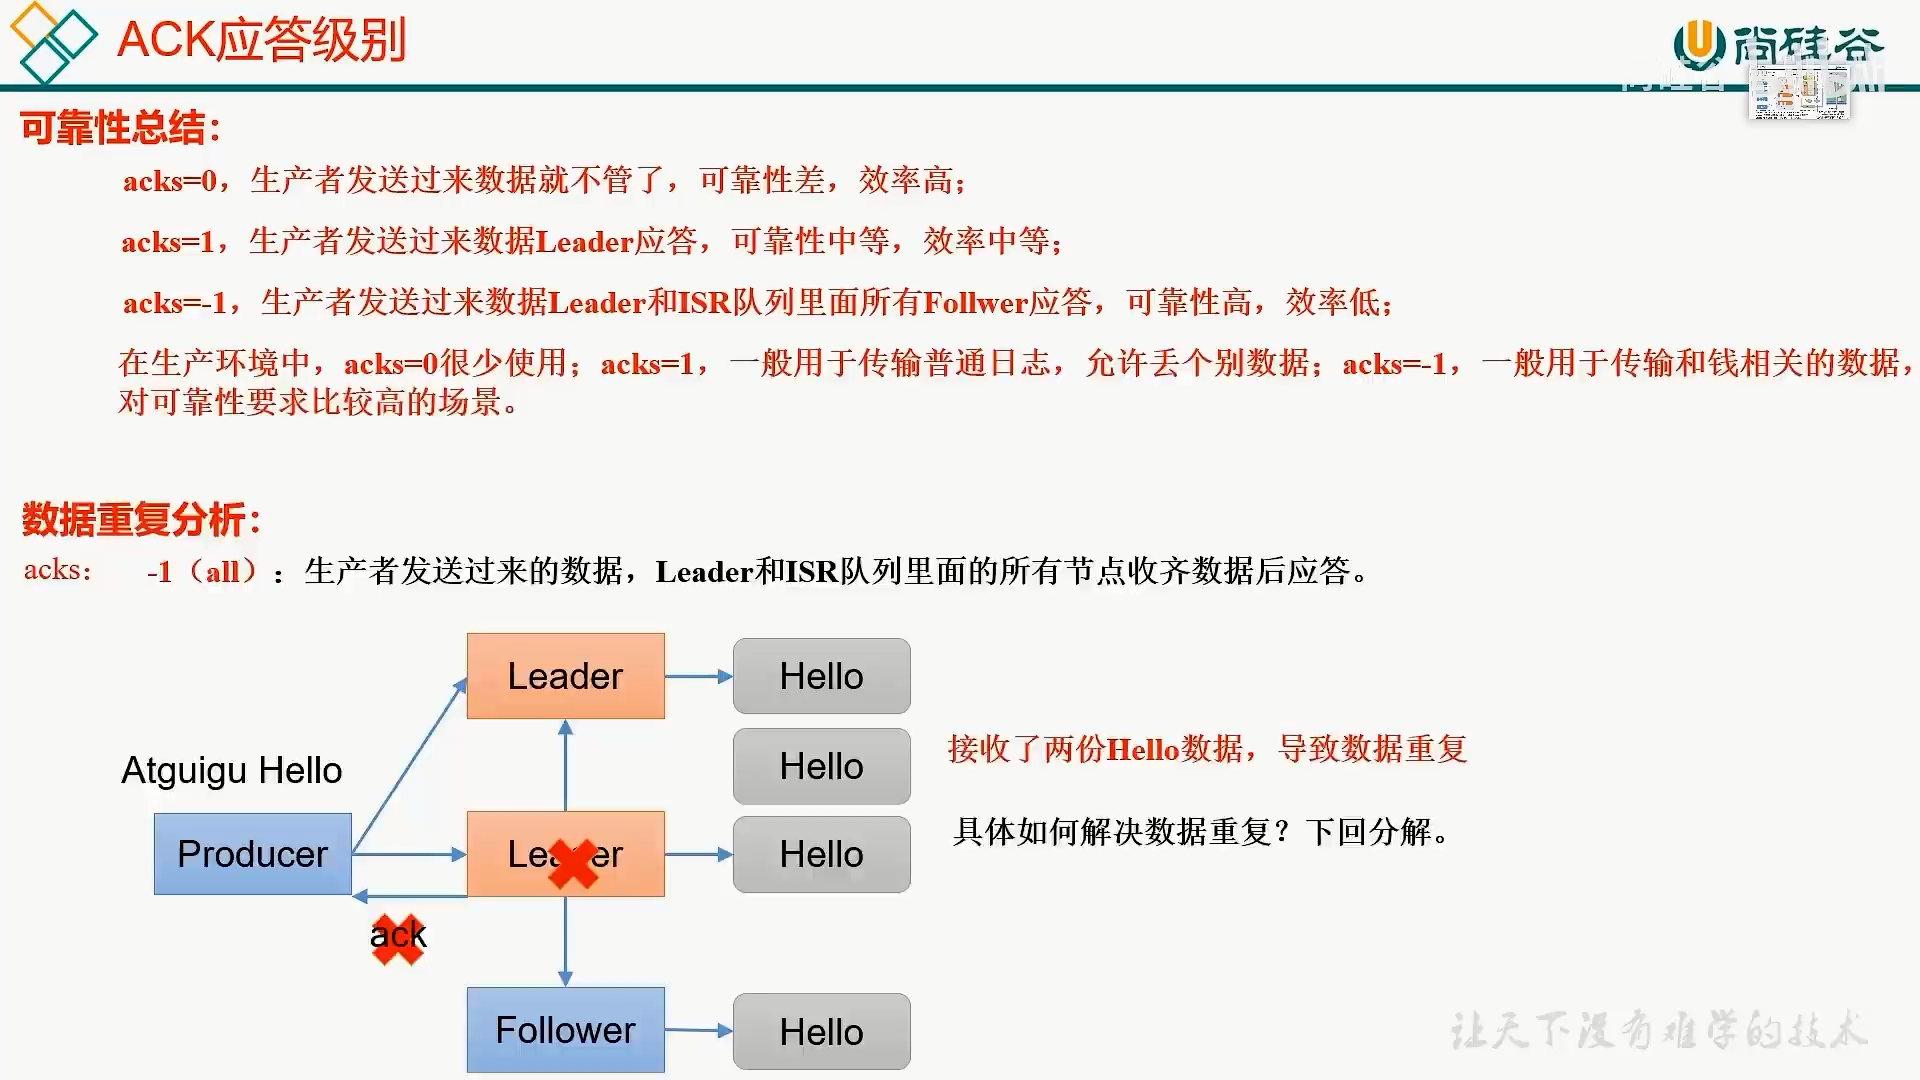 ACK应答级别
尚硅谷
可靠性总结：
acks=0，生产者发送过来数据就不管了，可靠性差，效率高；
acks=1，生产者发送过来数据Leader应答，可靠性中等，效率中等；
acks=-1，生产者发送过来数据Leader和ISR队列里面所有Follwer应答，可靠性高，效率低；
在生产环境中，acks=0很少使用；acks=1，一般用于传输普通日志，允许丢个别数据；acks=-1，一般用于传输和钱相关的数据，
对可靠性要求比较高的场景。
数据重复分析：
acks： -1（all）：生产者发送过来的数据，Leader和ISR队列里面的所有节点收齐数据后应答。
Leader
Hello
Hello
接收了两份Hello数据，导致数据重复
Atguigu Hello
Producer
Leader
Hello
具体如何解决数据重复？下回分解。
ack
Follower
Hello
让天下没有难学的技术